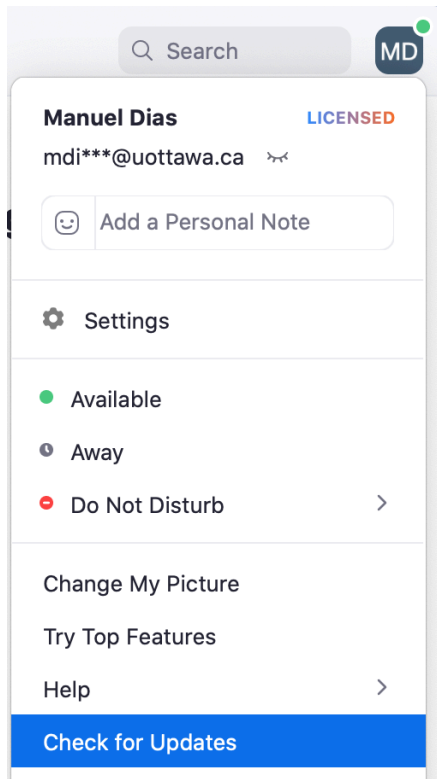 Search
MD
Manuel Dias
LICENSED
mdi***@uottawa.ca
Add a Personal Note
Settings
Available
Away
Do Not Disturb
Change My Picture
Try Top Features
Help
Check for Updates